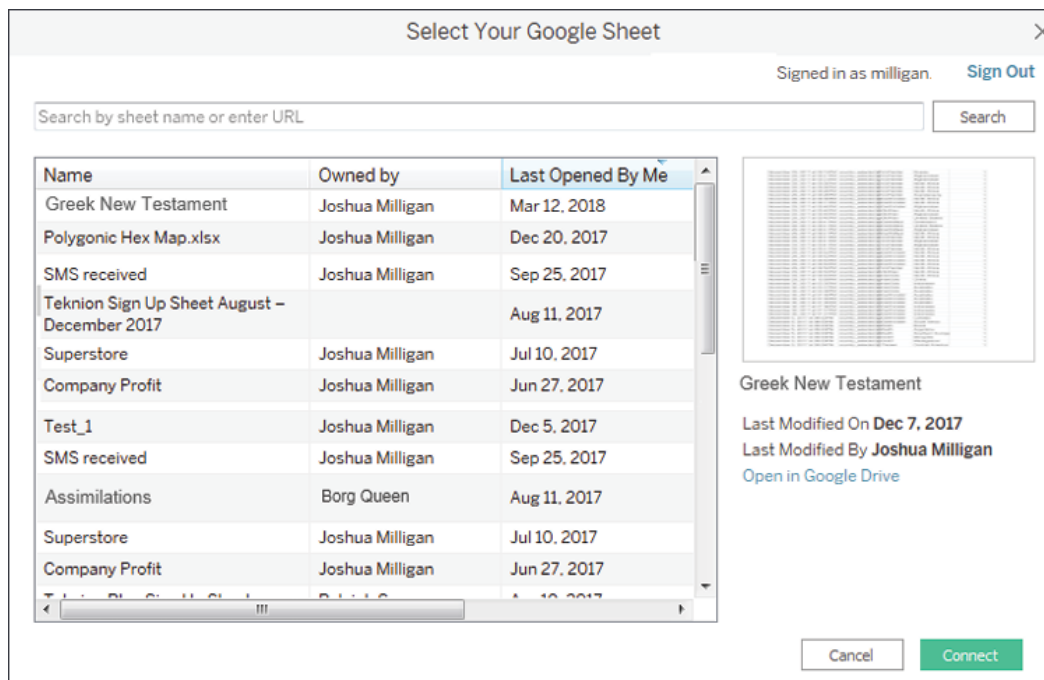 Select Your Google Sheet
Signed in as milligan.
Sign Out
Search by sheet name or enter URL
Search
Name Owned by Last Opened By Me
Greek New Testament Joshua Milligan Mar 12, 2018
Polygonic Hex Map.xlsx Joshua Milligan Dec 20, 2017
SMS received Joshua Milligan Sep 25, 2017
Teknion Sign Up Sheet August –
December 2017 Aug 11, 2017
Superstore Joshua Milligan Jul 10, 2017
Company Profit Joshua Milligan Jun 27, 2017
Test_1 Joshua Milligan Dec 5, 2017
SMS received Joshua Milligan Sep 25, 2017
Assimilations Borg Queen Aug 11, 2017
Superstore Joshua Milligan Jul 10, 2017
Company Profit Joshua Milligan Jun 27, 2017
Greek New Testament
Last Modified On Dec 7, 2017
Last Modified By Joshua Milligan
Open in Google Drive
Cancel
Connect